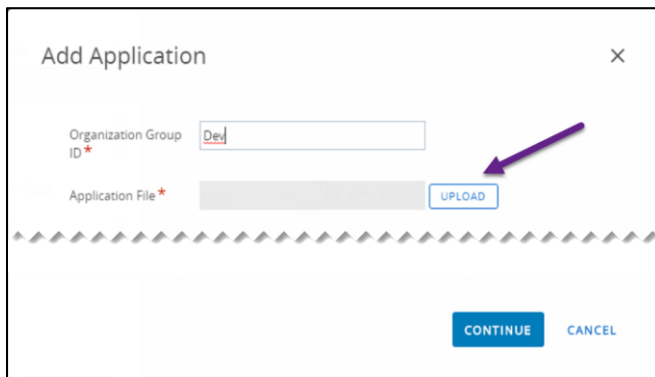 Add Application
Organization Group
ID*
Dev
Application File*
UPLOAD
CONTINUE
CANCEL